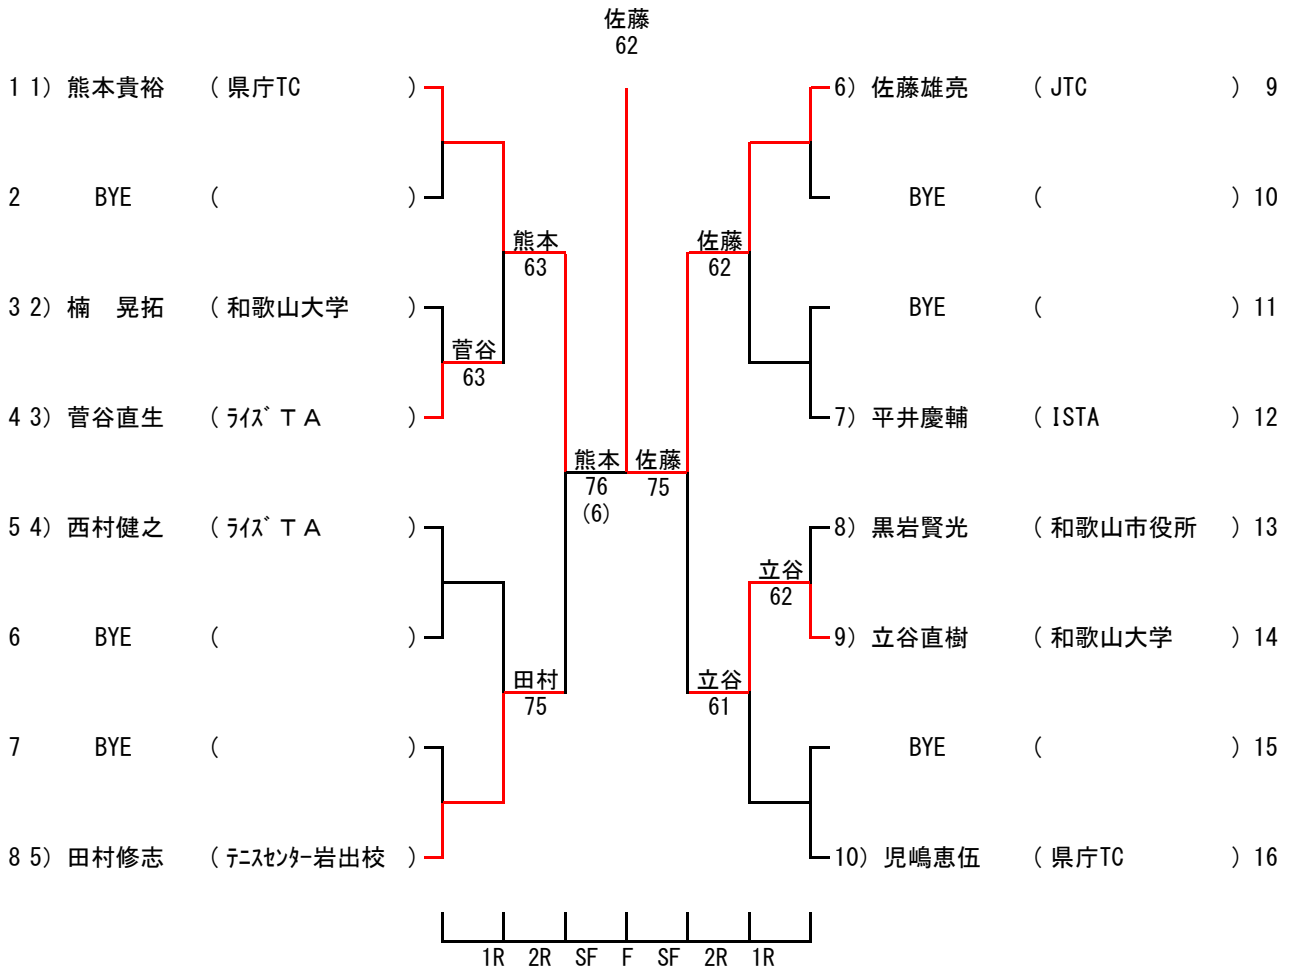 佐藤
62
1 1) 熊本貴裕 ( 県庁TC )
2 BYE ( )
熊本
63
3 2) 楠 晃拓 ( 和歌山大学 )
菅谷
63
4 3) 菅谷直生 ( ﾗｲｽﾞＴＡ )
熊本
76
(6)
5 4) 西村健之 ( ﾗｲｽﾞＴＡ )
6 BYE ( )
田村
75
7 BYE ( )
8 5) 田村修志 ( ﾃﾆｽｾﾝﾀｰ岩出校 )
6) 佐藤雄亮 ( JTC ) 9
BYE ( ) 10
佐藤
62
BYE ( ) 11
7) 平井慶輔 ( ISTA ) 12
佐藤
75
8) 黒岩賢光 ( 和歌山市役所 ) 13
立谷
62
9) 立谷直樹 ( 和歌山大学 ) 14
立谷
61
BYE ( ) 15
10) 児嶋恵伍 ( 県庁TC ) 16
1R 2R SF F SF 2R 1R